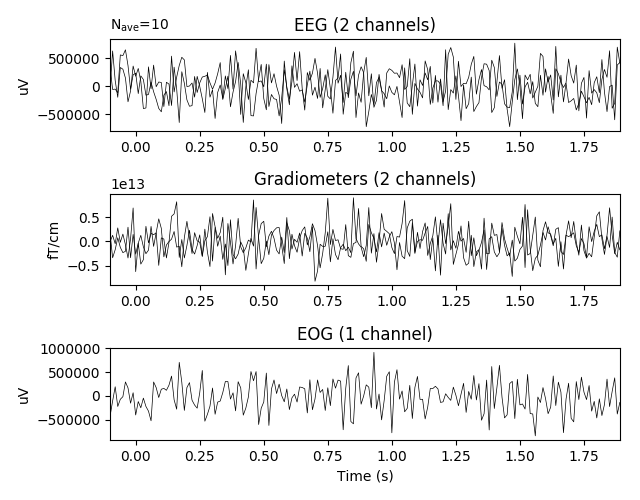 N_ave=10
EEG (2 channels)
500000
0
−500000
uV
0.00 0.25 0.50 0.75 1.00 1.25 1.50 1.75
1e13
Gradiometers (2 channels)
0.5
0.0
−0.5
fT/cm
0.00 0.25 0.50 0.75 1.00 1.25 1.50 1.75
EOG (1 channel)
1000000
500000
0
−500000
uV
0.00 0.25 0.50 0.75 1.00 1.25 1.50 1.75
Time (s)